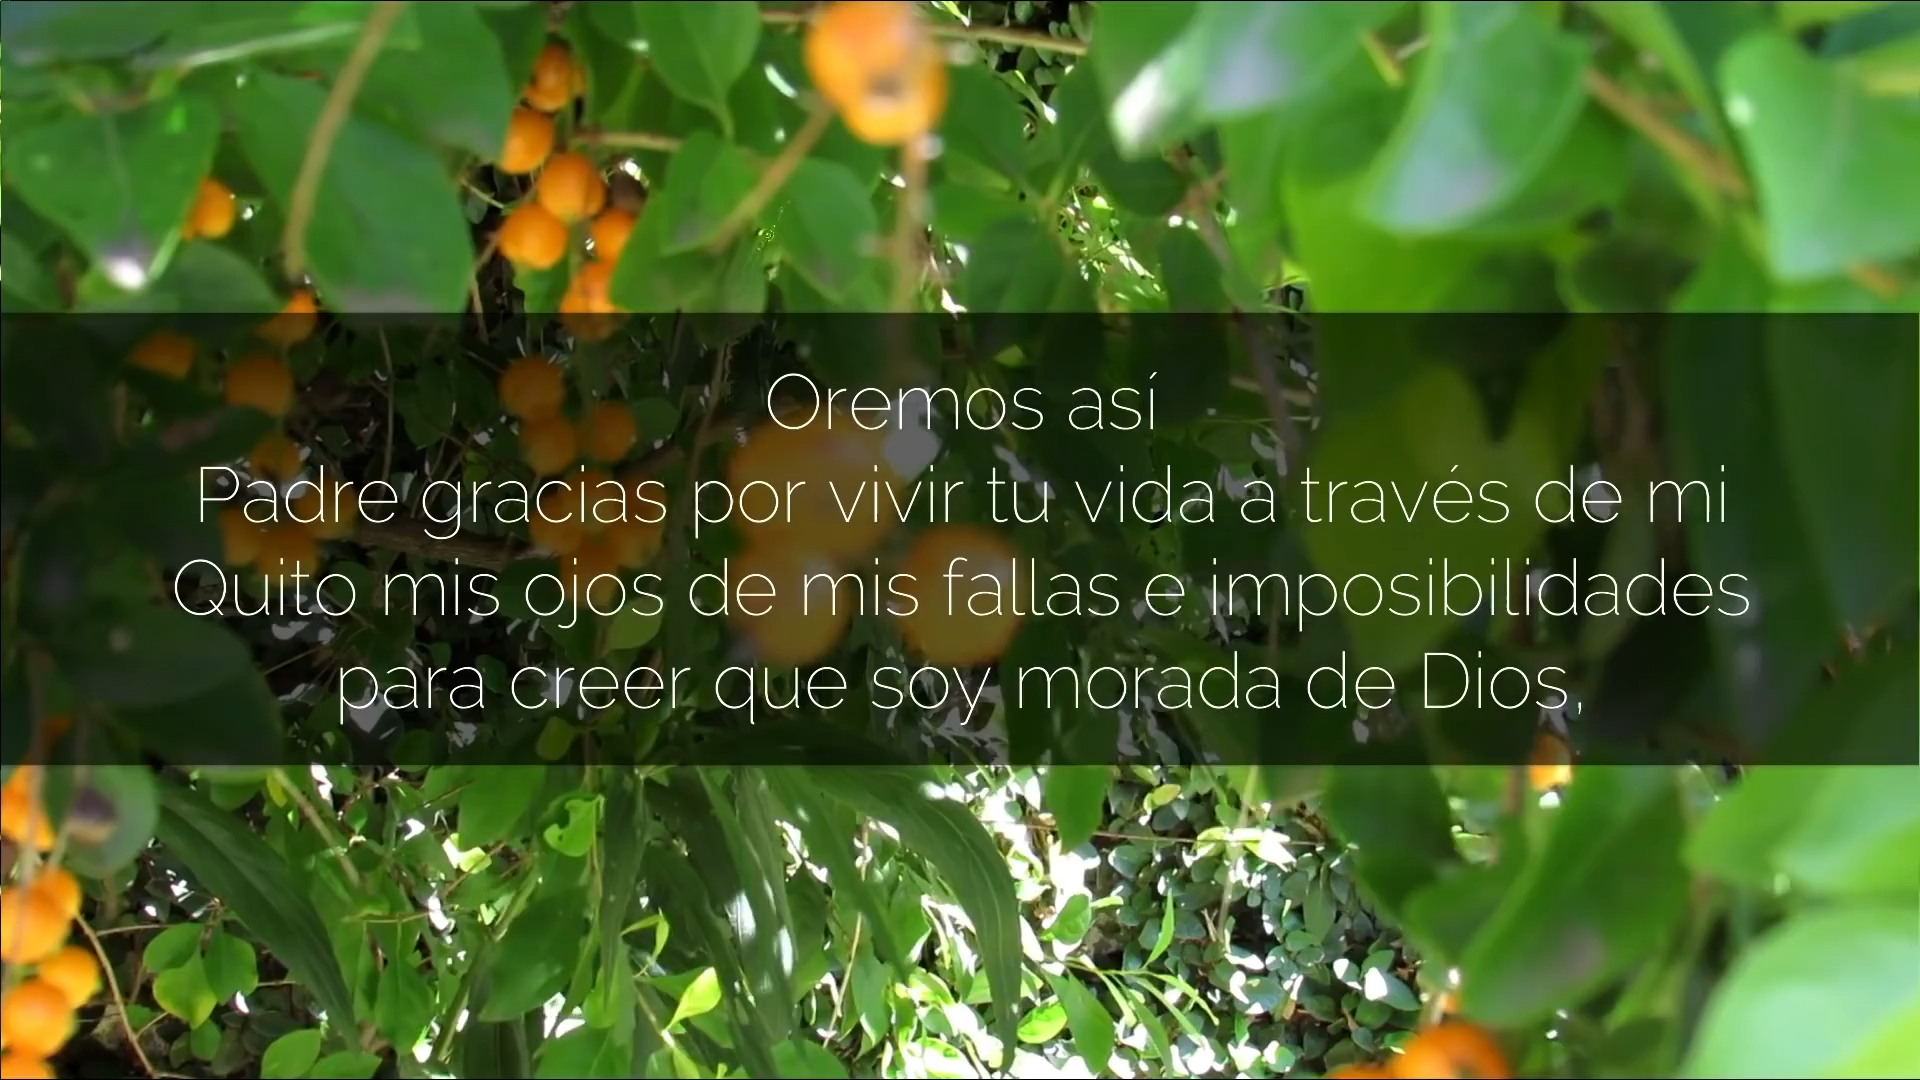 Oremos así
Padre gracias por vivir tu vida a través de mi
Quito mis ojos de mis fallas e imposibilidades
para creer que soy morada de Dios,